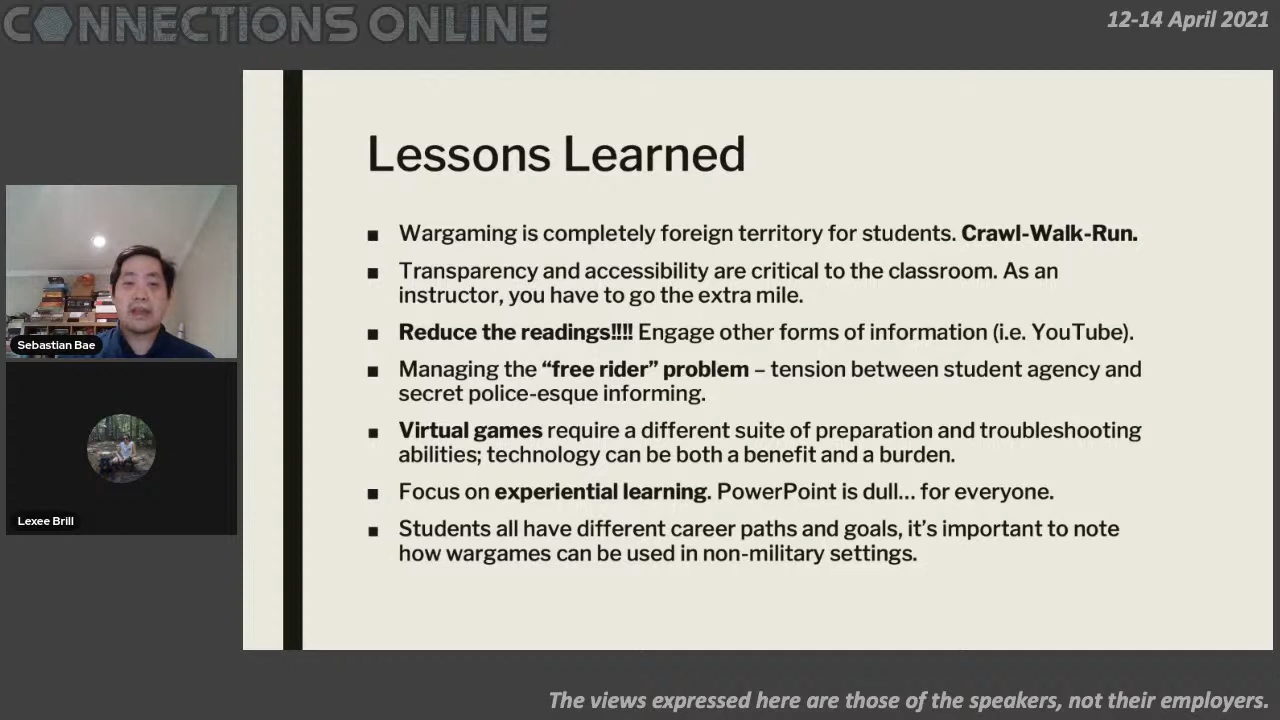 CONNECTIONS ONLINE
12-14 April 2021
Lessons Learned
▪ Wargaming is completely foreign territory for students. Crawl-Walk-Run.
▪ Transparency and accessibility are critical to the classroom. As an
instructor, you have to go the extra mile.
▪ Reduce the readings!!!! Engage other forms of information (i.e. YouTube).
▪ Managing the “free rider” problem – tension between student agency and
secret police-esque informing.
▪ Virtual games require a different suite of preparation and troubleshooting
abilities; technology can be both a benefit and a burden.
▪ Focus on experiential learning. PowerPoint is dull… for everyone.
▪ Students all have different career paths and goals, it’s important to note
how wargames can be used in non-military settings.
Sebastian Bae
Lexee Brill
The views expressed here are those of the speakers, not their employers.